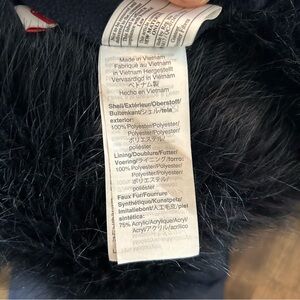 Made in Vietnam
Fabriqué au Vietnam
in Vietnam Hergestellt
Vervaardigd in Vietnam
ベトナム製
Hecho en Vietnam
Shell/Extérieur/Oberstoff/
Buitenkant/シェル/tela
exterior:
100% Polyester/Polyester/
Polyester/Polyester/
ポリエステル/
poliéster
Lining/Doublure/Futter/
Voering/ライニング/forro:
100% Polyester/Polyester/
Polyester/Polyester/
ポリエステル/
poliéster
Faux Fur/Fourrure
Synthétique/Kunstpelz/
Imitatiebont/人工毛皮/piel
sintética:
75% Acrylic/Acrylique/Acryl/
Acryl/アクリル/acrílico